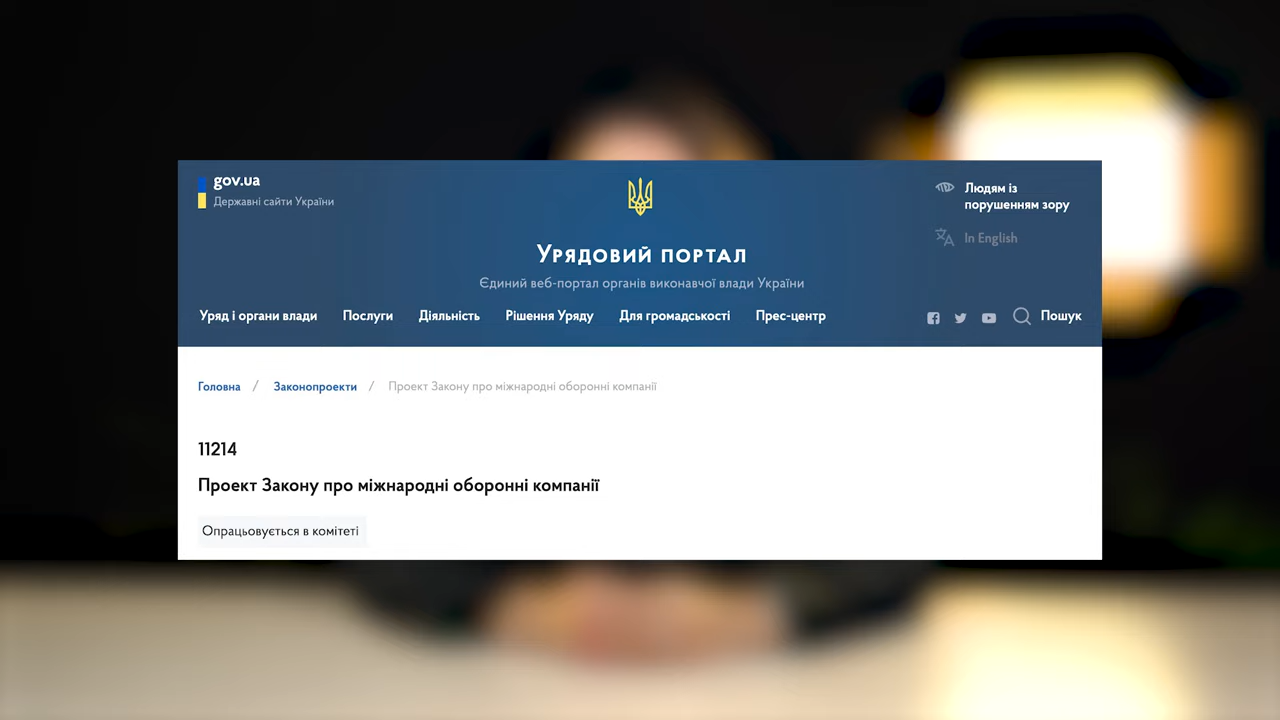 gov.ua
Державні сайти України
Людям із
порушенням зору
In English
Урядовий портал
Єдиний веб-портал органів виконавчої влади України
Уряд і органи влади Послуги Діяльність Рішення Уряду Для громадськості Прес-центр Пошук
Головна / Законопроекти / Проект Закону про міжнародні оборонні компанії
11214
Проект Закону про міжнародні оборонні компанії
Опрацьовується в комітеті